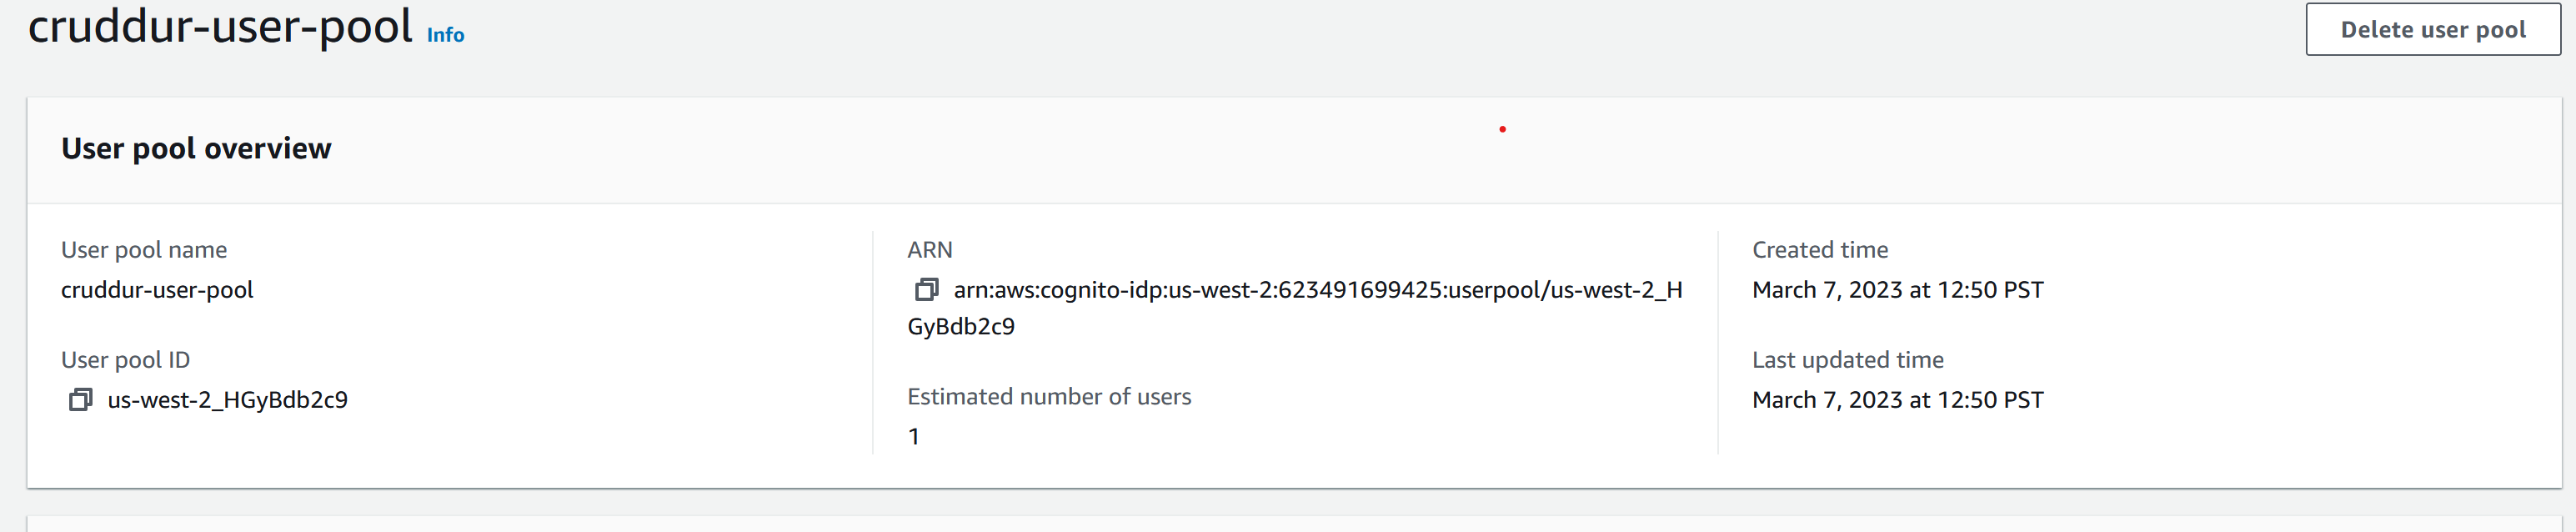 cruddur-user-pool Info
Delete user pool
User pool overview
User pool name
cruddur-user-pool
User pool ID
us-west-2_HGyBdb2c9
ARN
arn:aws:cognito-idp:us-west-2:623491699425:userpool/us-west-2_H
GyBdb2c9
Estimated number of users
1
Created time
March 7, 2023 at 12:50 PST
Last updated time
March 7, 2023 at 12:50 PST